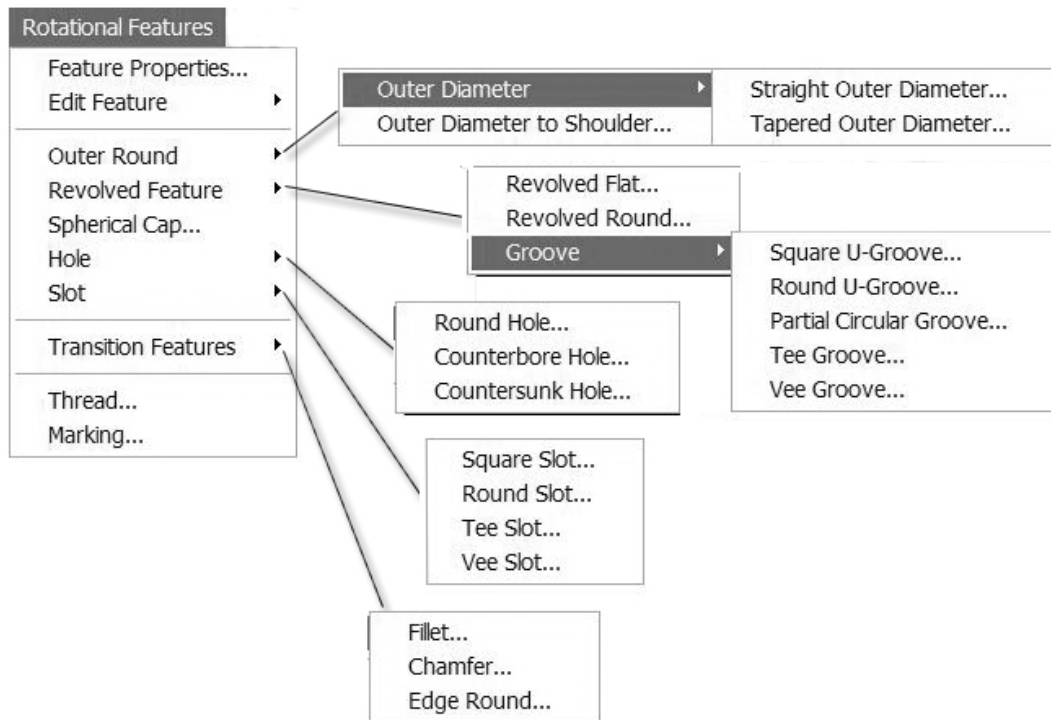 Rotational Features
Feature Properties...
Edit Feature
Outer Round
Revolved Feature
Spherical Cap...
Hole
Slot
Transition Features
Thread...
Marking...
Outer Diameter
Outer Diameter to Shoulder...
Straight Outer Diameter...
Tapered Outer Diameter...
Revolved Flat...
Revolved Round...
Groove
Square U-Groove...
Round U-Groove...
Partial Circular Groove...
Tee Groove...
Vee Groove...
Round Hole...
Counterbore Hole...
Countersunk Hole...
Square Slot...
Round Slot...
Tee Slot...
Vee Slot...
Fillet...
Chamfer...
Edge Round...